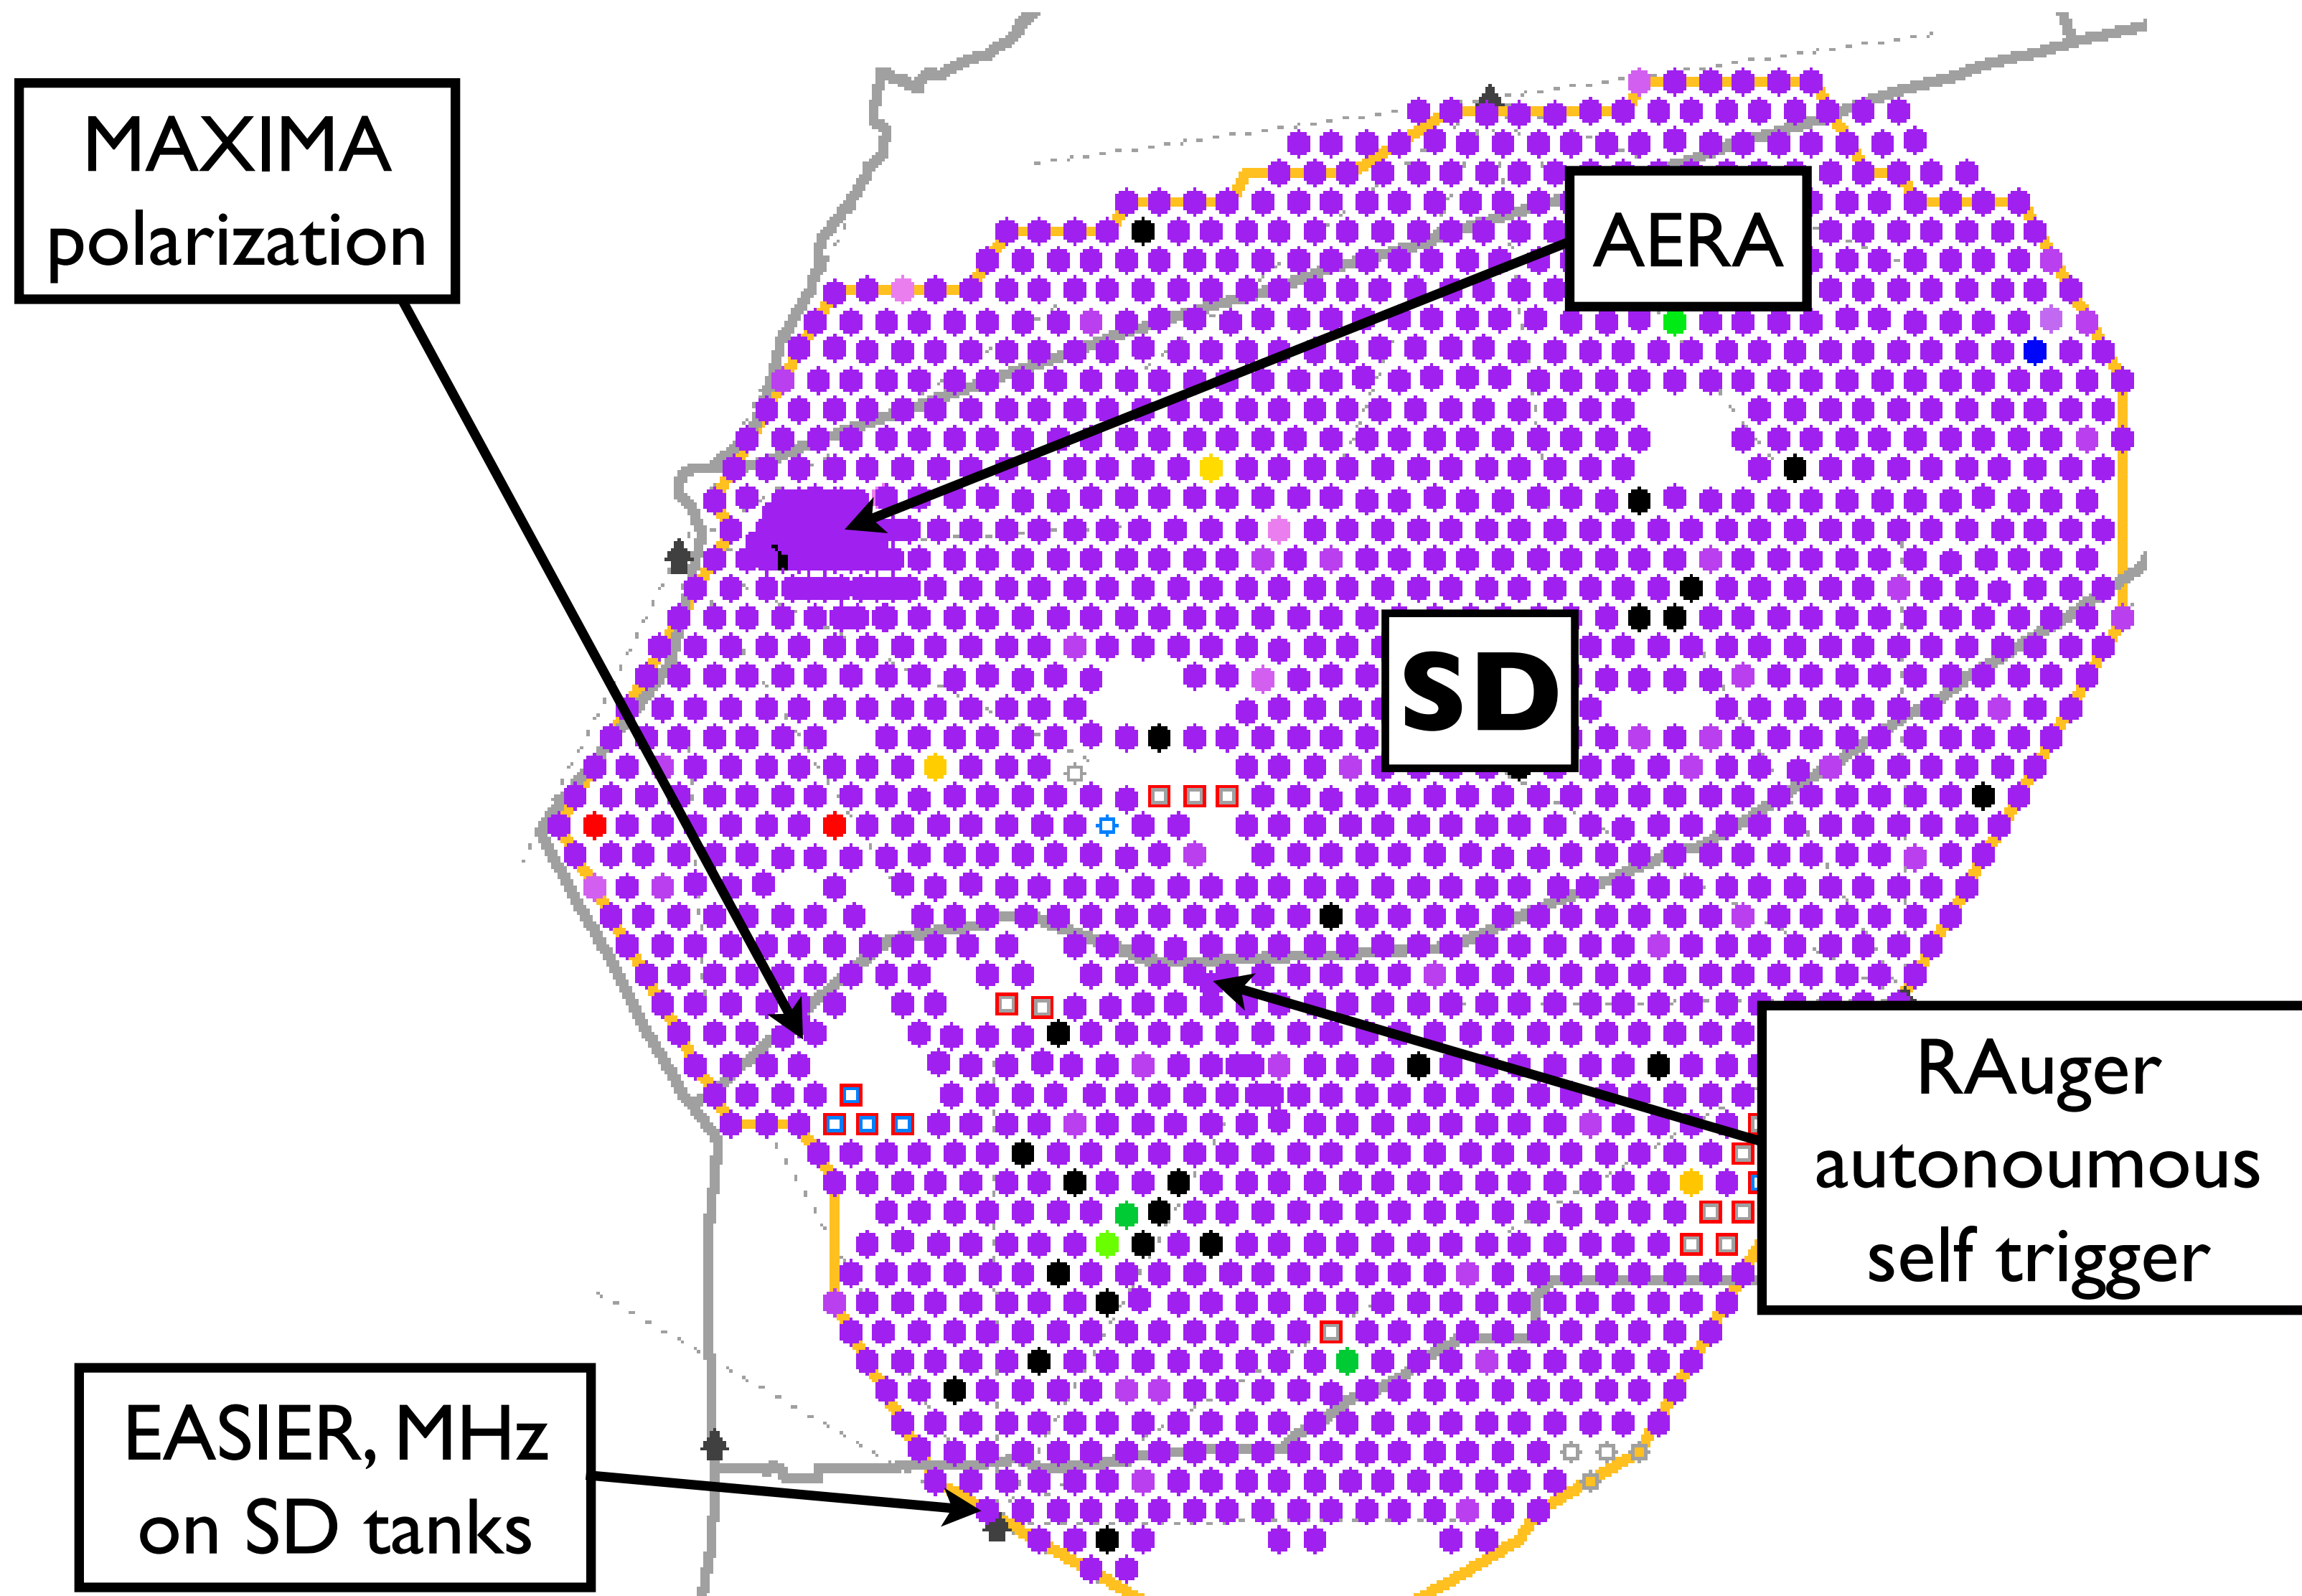 MAXIMA
polarization
AERA
SD
RAuger
autonoumous
self trigger
EASIER, MHz
on SD tanks